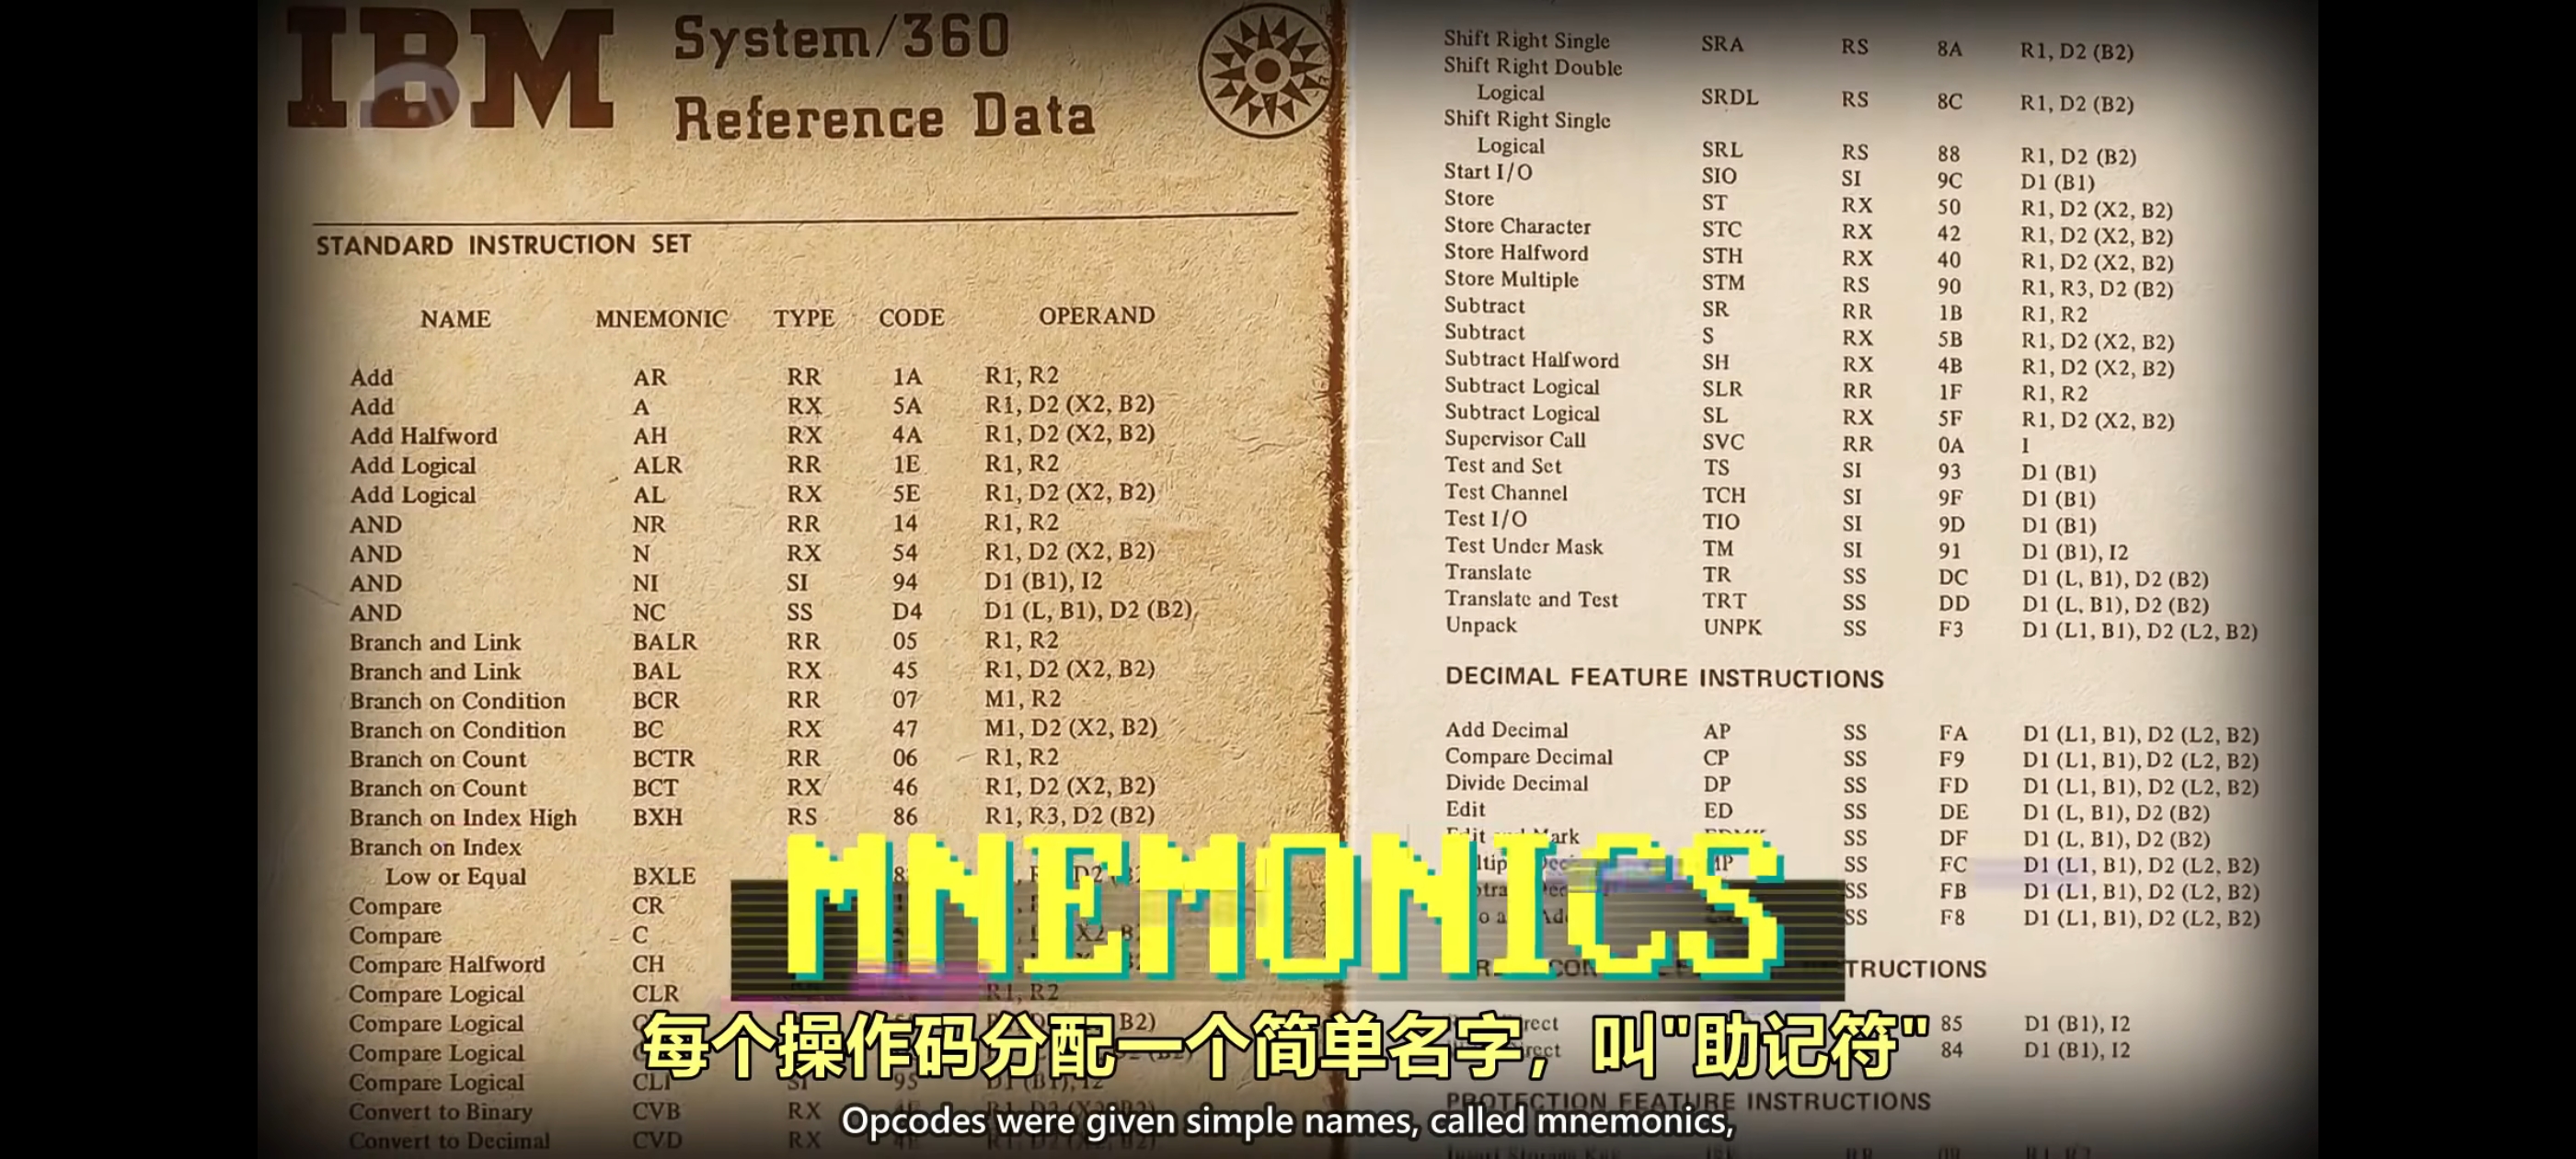 IBM
System/360
Reference Data
STANDARD INSTRUCTION SET
NAME MNEMONIC TYPE CODE OPERAND
Add AR RR 1A R1, R2
Add A RX 5A R1, D2 (X2, B2)
Add Halfword AH RX 4A R1, D2 (X2, B2)
Add Logical ALR RR 1E R1, R2
Add Logical AL RX 5E R1, D2 (X2, B2)
AND NR RR 14 R1, R2
AND N RX 54 R1, D2 (X2, B2)
AND NI SI 94 D1 (B1), I2
AND NC SS D4 D1 (L, B1), D2 (B2)
Branch and Link BALR RR 05 R1, R2
Branch and Link BAL RX 45 R1, D2 (X2, B2)
Branch on Condition BCR RR 07 M1, R2
Branch on Condition BC RX 47 M1, D2 (X2, B2)
Branch on Count BCTR RR 06 R1, R2
Branch on Count BCT RX 46 R1, D2 (X2, B2)
Branch on Index High BXH RS 86 R1, R3, D2 (B2)
Branch on Index
Low or Equal BXLE
Compare CR
Compare C
Compare Halfword CH
Compare Logical CLR R1, R2
Compare Logical B2)
Compare Logical
Compare Logical CLI SI 95 D1 (B1), I2
Convert to Binary CVB RX
Convert to Decimal CVD RX
Shift Right Single SRA RS 8A R1, D2 (B2)
Shift Right Double
Logical SRDL RS 8C R1, D2 (B2)
Shift Right Single
Logical SRL RS 88 R1, D2 (B2)
Start I/O SIO SI 9C D1 (B1)
Store ST RX 50 R1, D2 (X2, B2)
Store Character STC RX 42 R1, D2 (X2, B2)
Store Halfword STH RX 40 R1, D2 (X2, B2)
Store Multiple STM RS 90 R1, R3, D2 (B2)
Subtract SR RR 1B R1, R2
Subtract S RX 5B R1, D2 (X2, B2)
Subtract Halfword SH RX 4B R1, D2 (X2, B2)
Subtract Logical SLR RR 1F R1, R2
Subtract Logical SL RX 5F R1, D2 (X2, B2)
Supervisor Call SVC RR 0A I
Test and Set TS SI 93 D1 (B1)
Test Channel TCH SI 9F D1 (B1)
Test I/O TIO SI 9D D1 (B1)
Test Under Mask TM SI 91 D1 (B1), I2
Translate TR SS DC D1 (L, B1), D2 (B2)
Translate and Test TRT SS DD D1 (L, B1), D2 (B2)
Unpack UNPK SS F3 D1 (L1, B1), D2 (L2, B2)
DECIMAL FEATURE INSTRUCTIONS
Add Decimal AP SS FA D1 (L1, B1), D2 (L2, B2)
Compare Decimal CP SS F9 D1 (L1, B1), D2 (L2, B2)
Divide Decimal DP SS FD D1 (L1, B1), D2 (L2, B2)
Edit ED SS DE D1 (L, B1), D2 (B2)
SS DF D1 (L, B1), D2 (B2)
MP SS FC D1 (L1, B1), D2 (L2, B2)
SS FB D1 (L1, B1), D2 (L2, B2)
SS F8 D1 (L1, B1), D2 (L2, B2)
85 D1 (B1), I2
84 D1 (B1), I2
PROTECTION FEATURE INSTRUCTIONS
MNEMONICS
每个操作码分配一个简单名字，叫"助记符"
Opcodes were given simple names, called mnemonics,